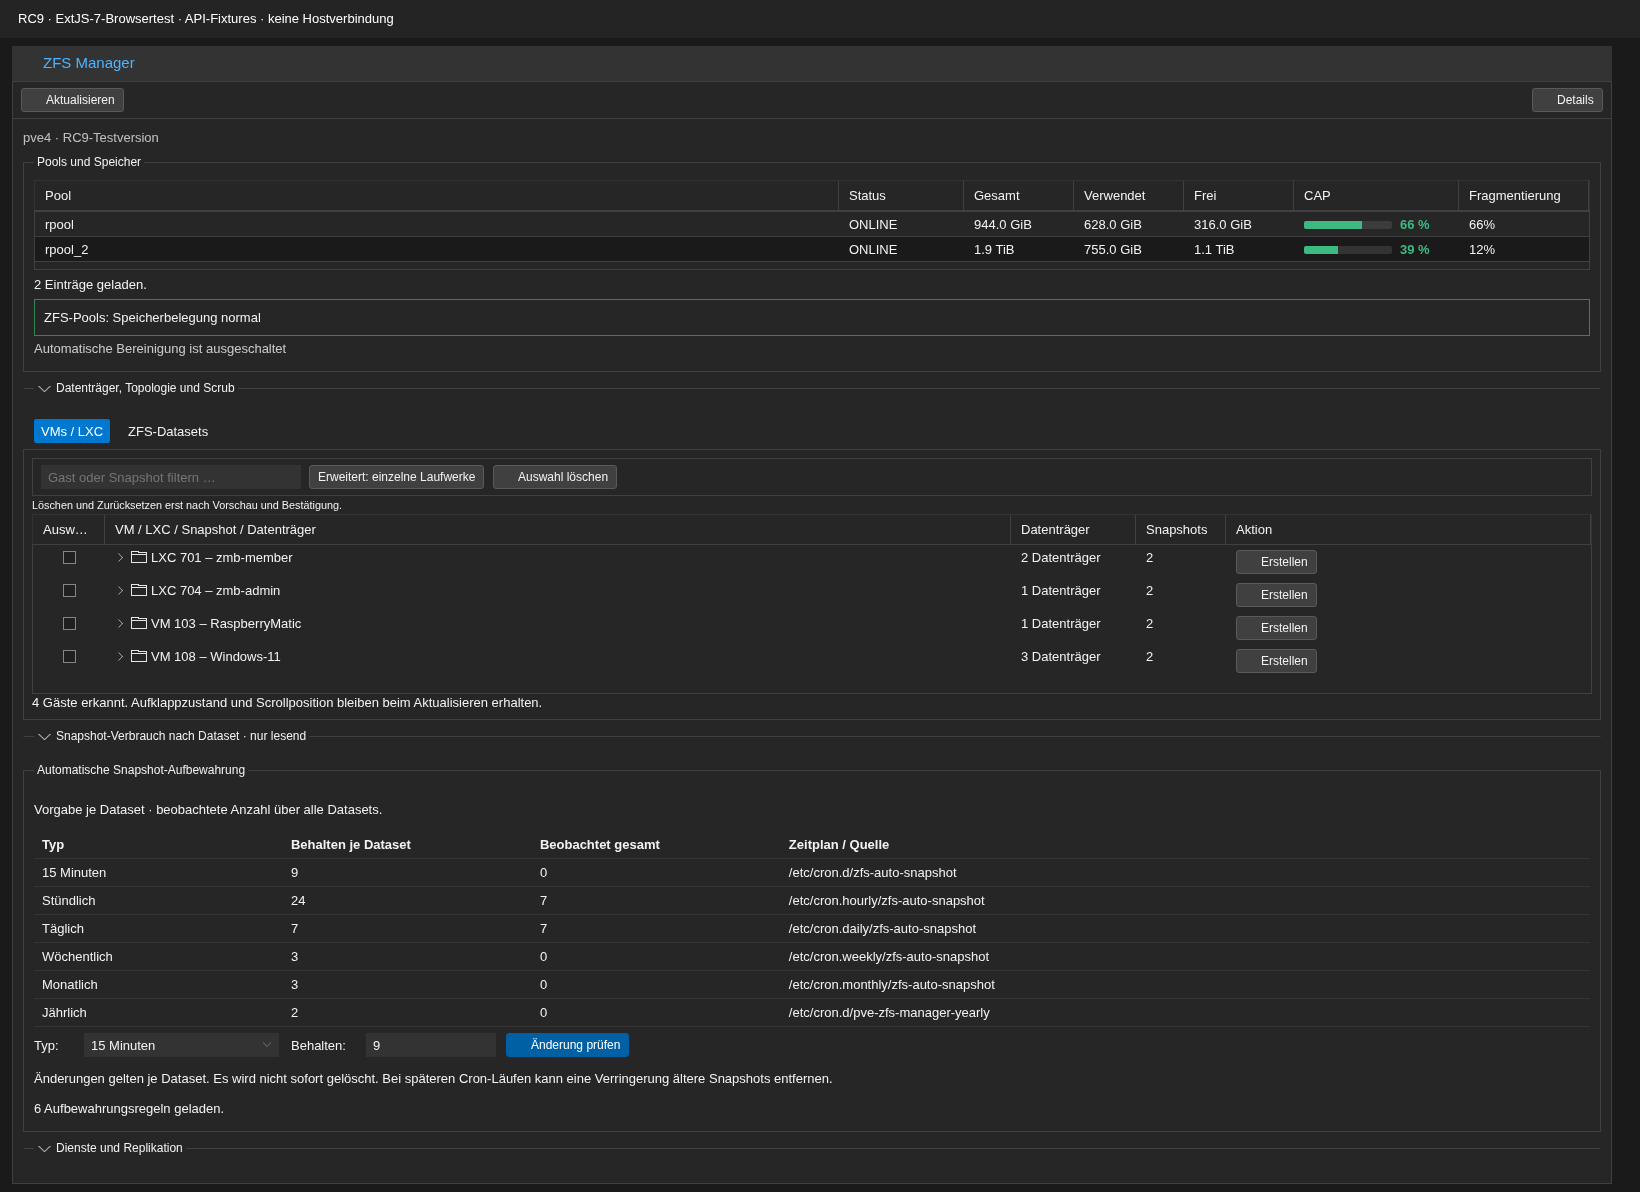 RC9 · ExtJS-7-Browsertest · API-Fixtures · keine Hostverbindung
ZFS Manager
Aktualisieren Details
pve4 · RC9-Testversion
Pools und Speicher
Pool Status Gesamt Verwendet Frei CAP Fragmentierung
rpool ONLINE 944.0 GiB 628.0 GiB 316.0 GiB 66 % 66%
rpool_2 ONLINE 1.9 TiB 755.0 GiB 1.1 TiB 39 % 12%
2 Einträge geladen.
ZFS-Pools: Speicherbelegung normal
Automatische Bereinigung ist ausgeschaltet
Datenträger, Topologie und Scrub
VMs / LXC ZFS-Datasets
Gast oder Snapshot filtern … Erweitert: einzelne Laufwerke Auswahl löschen
Löschen und Zurücksetzen erst nach Vorschau und Bestätigung.
Ausw… VM / LXC / Snapshot / Datenträger Datenträger Snapshots Aktion
LXC 701 – zmb-member 2 Datenträger 2 Erstellen
LXC 704 – zmb-admin 1 Datenträger 2 Erstellen
VM 103 – RaspberryMatic 1 Datenträger 2 Erstellen
VM 108 – Windows-11 3 Datenträger 2 Erstellen
4 Gäste erkannt. Aufklappzustand und Scrollposition bleiben beim Aktualisieren erhalten.
Snapshot-Verbrauch nach Dataset · nur lesend
Automatische Snapshot-Aufbewahrung
Vorgabe je Dataset · beobachtete Anzahl über alle Datasets.
Typ Behalten je Dataset Beobachtet gesamt Zeitplan / Quelle
15 Minuten 9 0 /etc/cron.d/zfs-auto-snapshot
Stündlich 24 7 /etc/cron.hourly/zfs-auto-snapshot
Täglich 7 7 /etc/cron.daily/zfs-auto-snapshot
Wöchentlich 3 0 /etc/cron.weekly/zfs-auto-snapshot
Monatlich 3 0 /etc/cron.monthly/zfs-auto-snapshot
Jährlich 2 0 /etc/cron.d/pve-zfs-manager-yearly
Typ: 15 Minuten Behalten: 9 Änderung prüfen
Änderungen gelten je Dataset. Es wird nicht sofort gelöscht. Bei späteren Cron-Läufen kann eine Verringerung ältere Snapshots entfernen.
6 Aufbewahrungsregeln geladen.
Dienste und Replikation